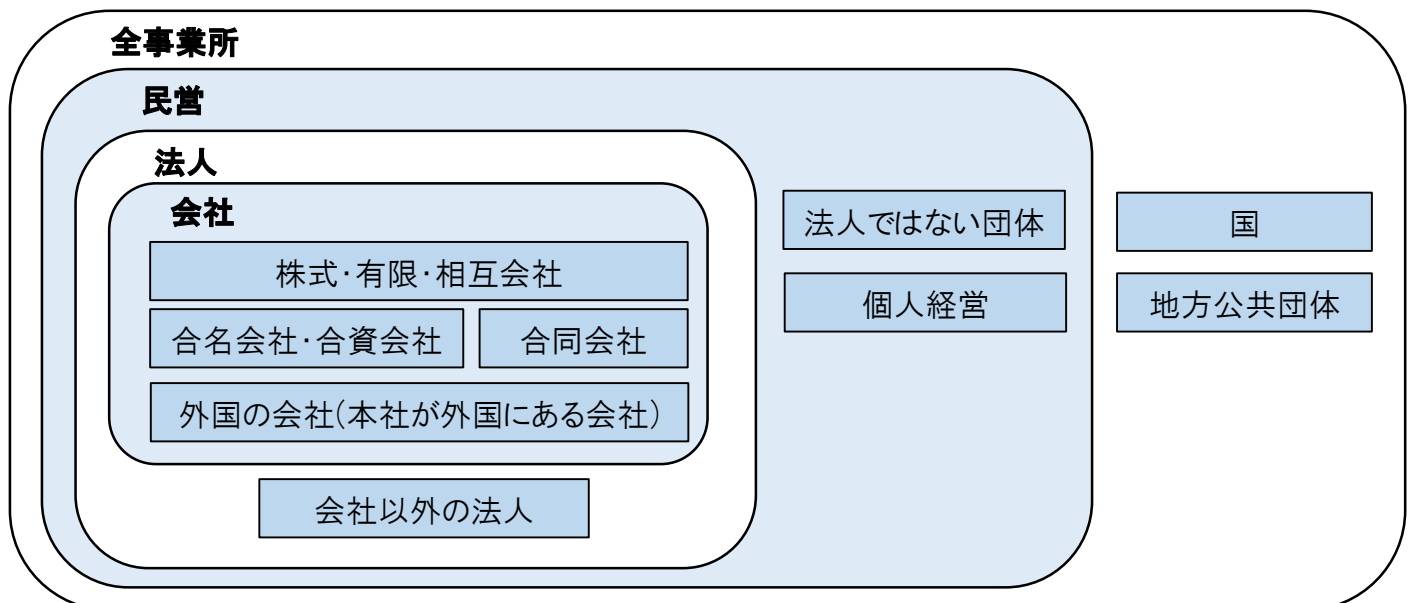 全事業所
民営
法人
会社
株式・有限・相互会社
合名会社・合資会社
合同会社
外国の会社(本社が外国にある会社)
会社以外の法人
法人ではない団体
個人経営
国
地方公共団体